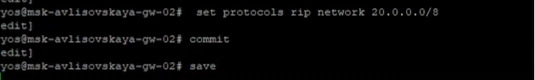 yos@msk-avlisovskaya-gw-02# set protocols rip network 20.0.0.0/8
edit]
yos@msk-avlisovskaya-gw-02# commit
edit]
yos@msk-avlisovskaya-gw-02# save